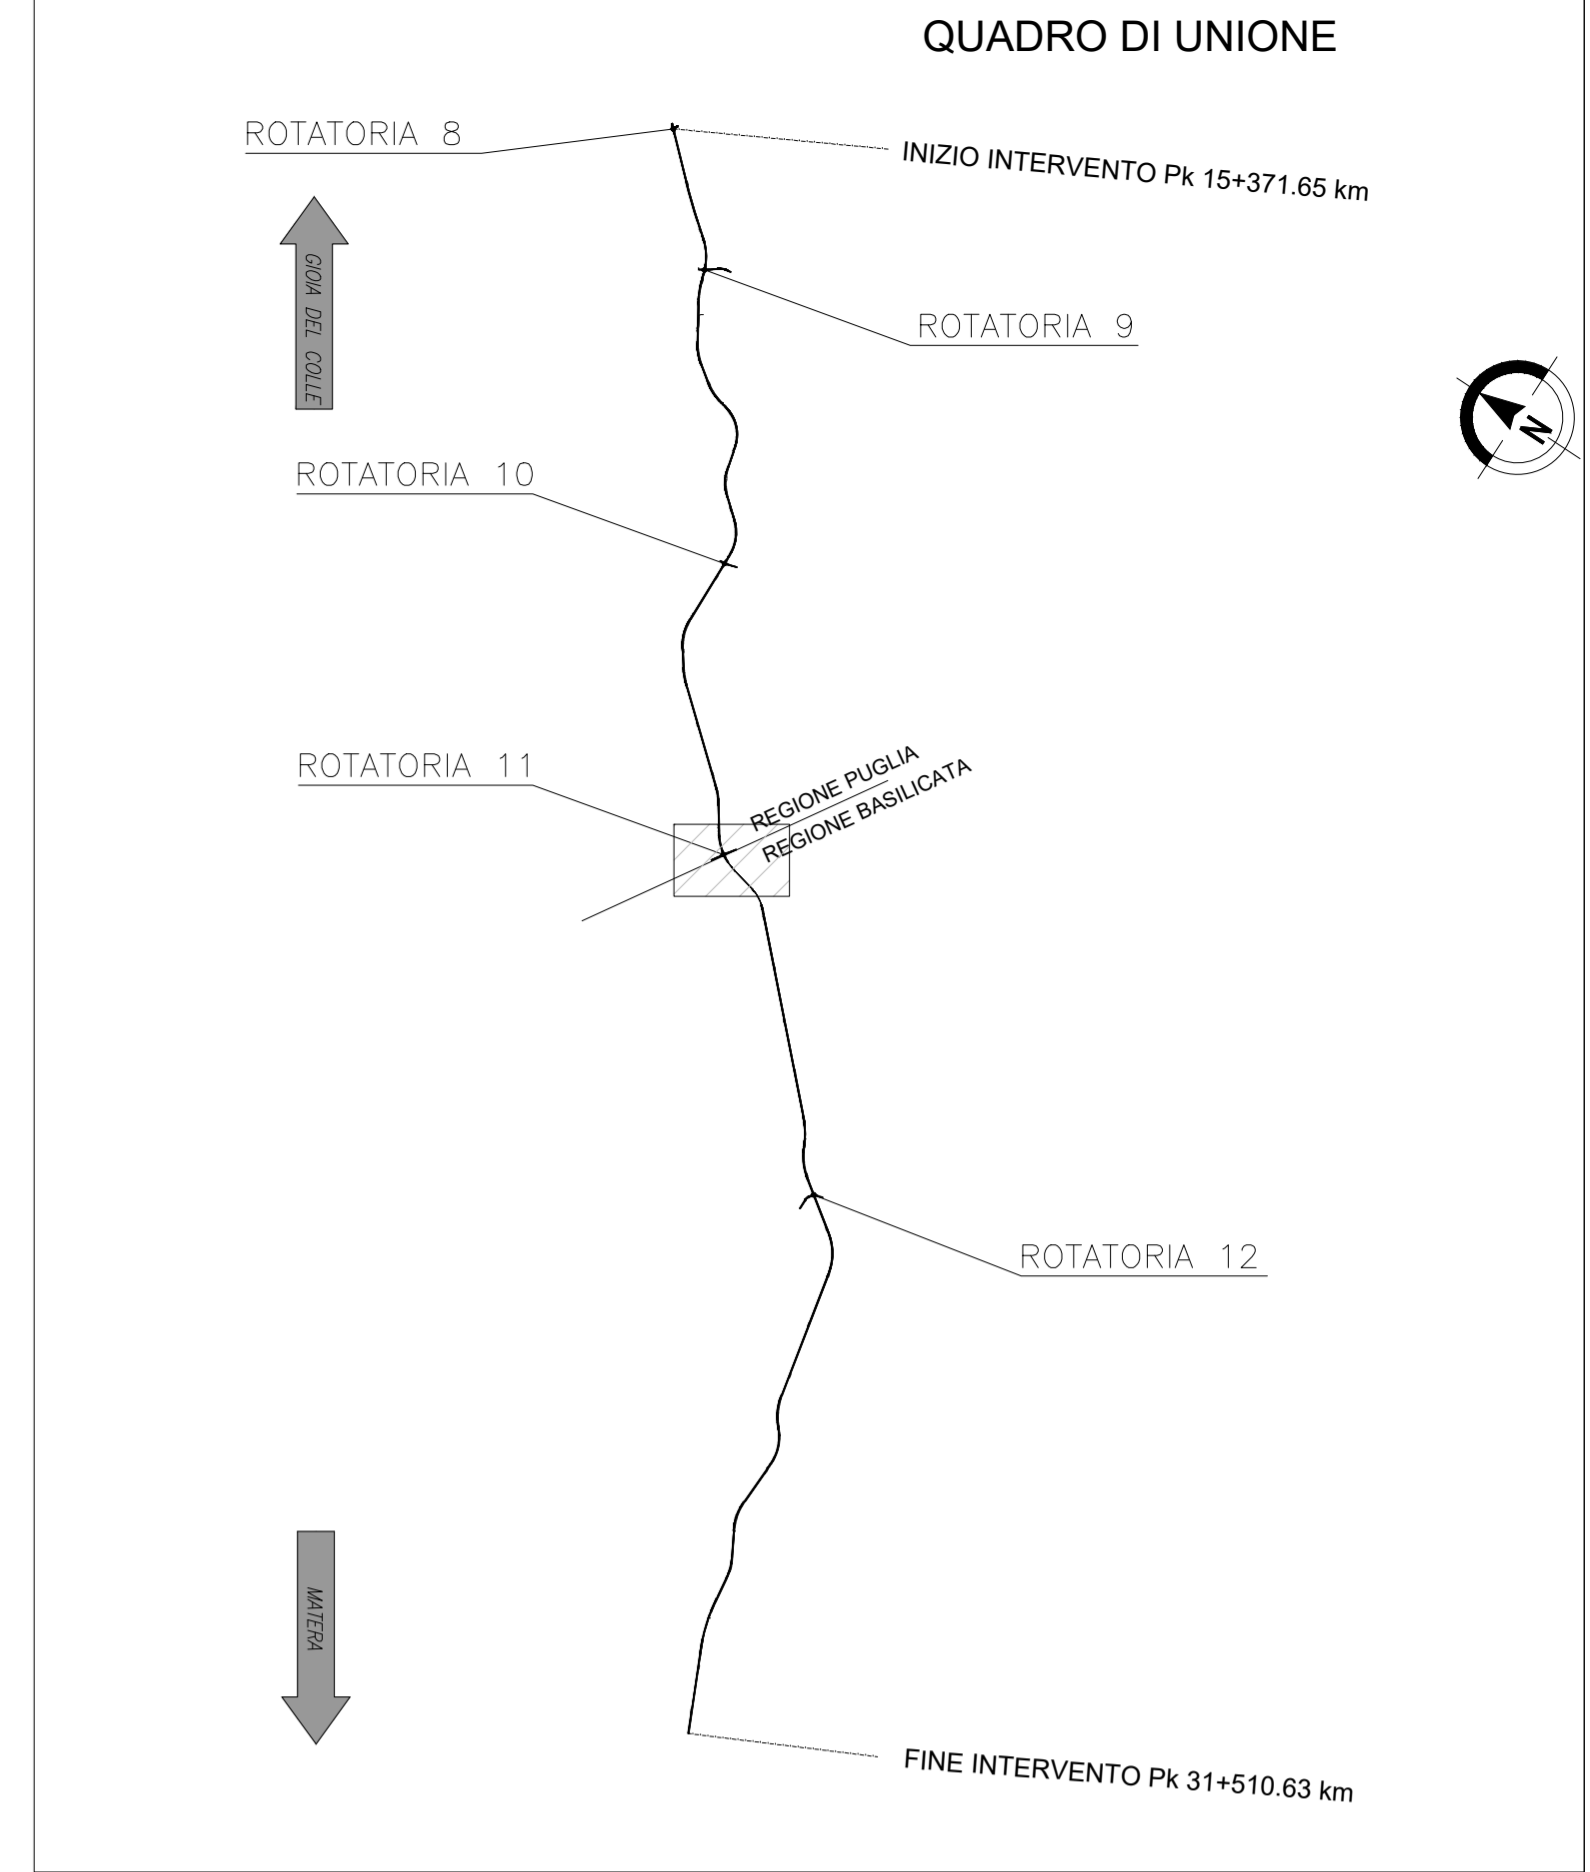 QUADRO DI UNIONE
ROTATORIA 8
INIZIO INTERVENTO Pk 15+371.65 km
GIOIA DEL COLLE
ROTATORIA 9
N
ROTATORIA 10
ROTATORIA 11
REGIONE PUGLIA
REGIONE BASILICATA
ROTATORIA 12
MATERA
FINE INTERVENTO Pk 31+510.63 km